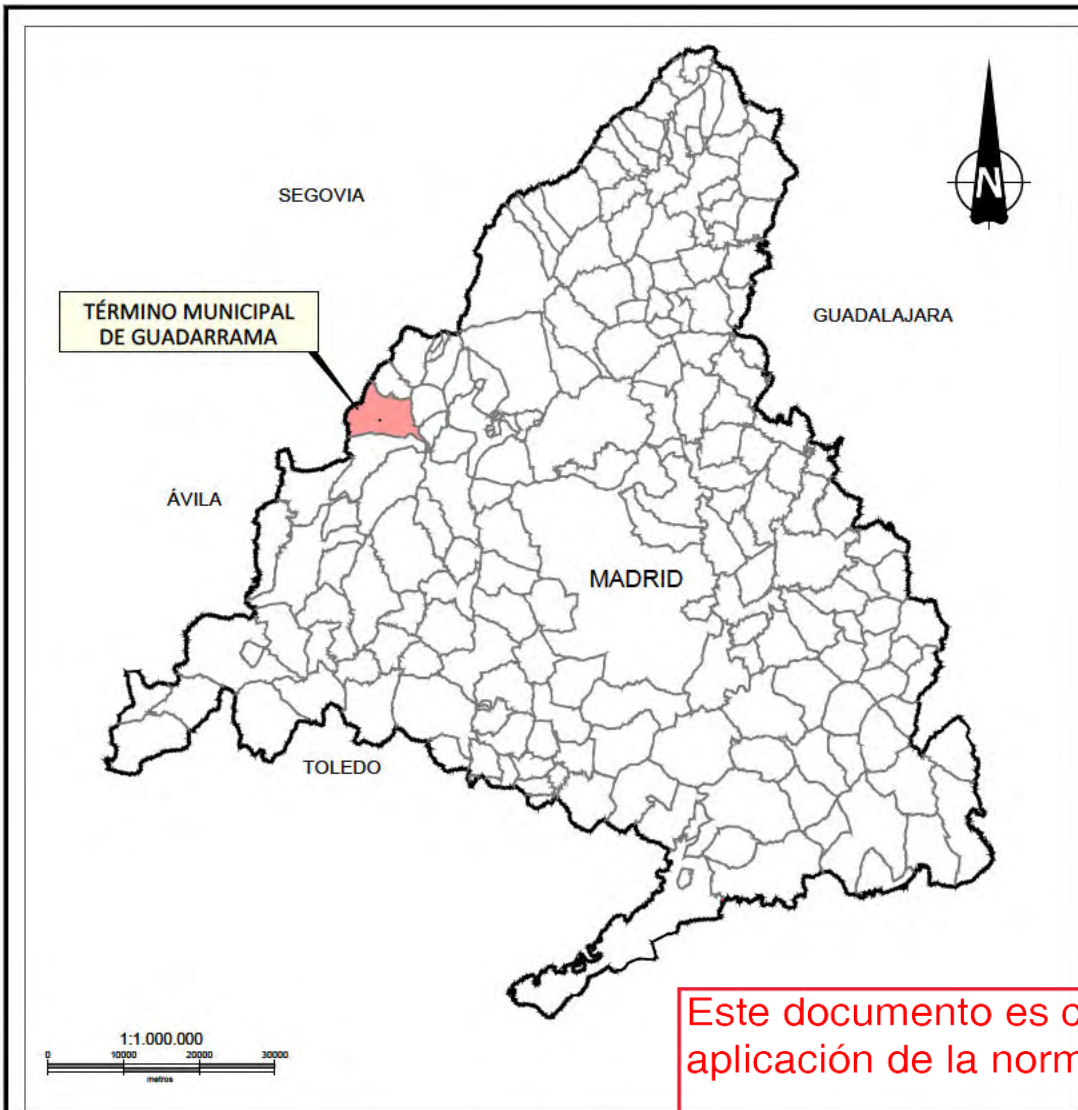 N
SEGOVIA
TÉRMINO MUNICIPAL
DE GUADARRAMA
GUADALAJARA
ÁVILA
MADRID
TOLEDO
1:1.000.000
0 10000 20000 30000
metros
Este documento es
aplicación de la